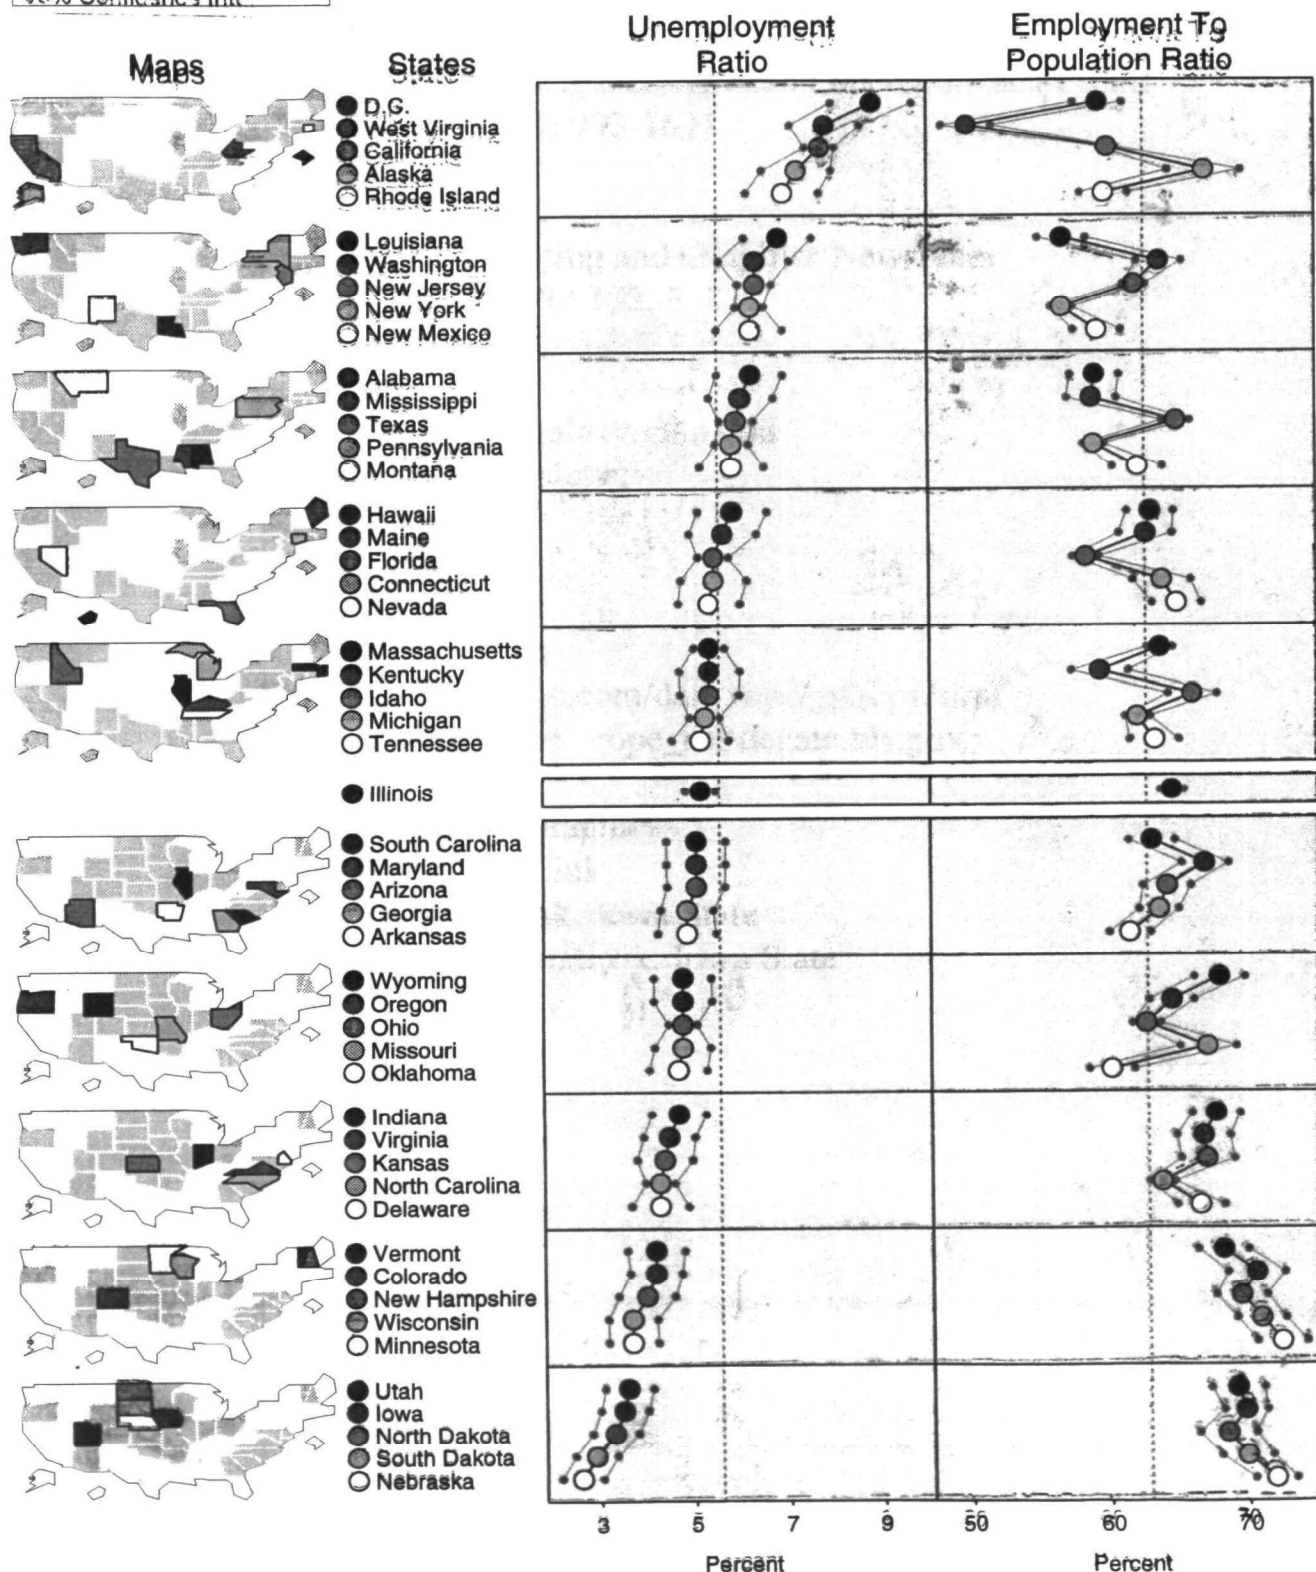 Unemployment
Ratio
Employment To
Population Ratio
Maps
States
D.C.
West Virginia
California
Alaska
Rhode Island
Louisiana
Washington
New Jersey
New York
New Mexico
Alabama
Mississippi
Texas
Pennsylvania
Montana
Hawaii
Maine
Florida
Connecticut
Nevada
Massachusetts
Kentucky
Idaho
Michigan
Tennessee
Illinois
South Carolina
Maryland
Arizona
Georgia
Arkansas
Wyoming
Oregon
Ohio
Missouri
Oklahoma
Indiana
Virginia
Kansas
North Carolina
Delaware
Vermont
Colorado
New Hampshire
Wisconsin
Minnesota
Utah
Iowa
North Dakota
South Dakota
Nebraska
3 5 7 9 50 60 70
Percent Percent